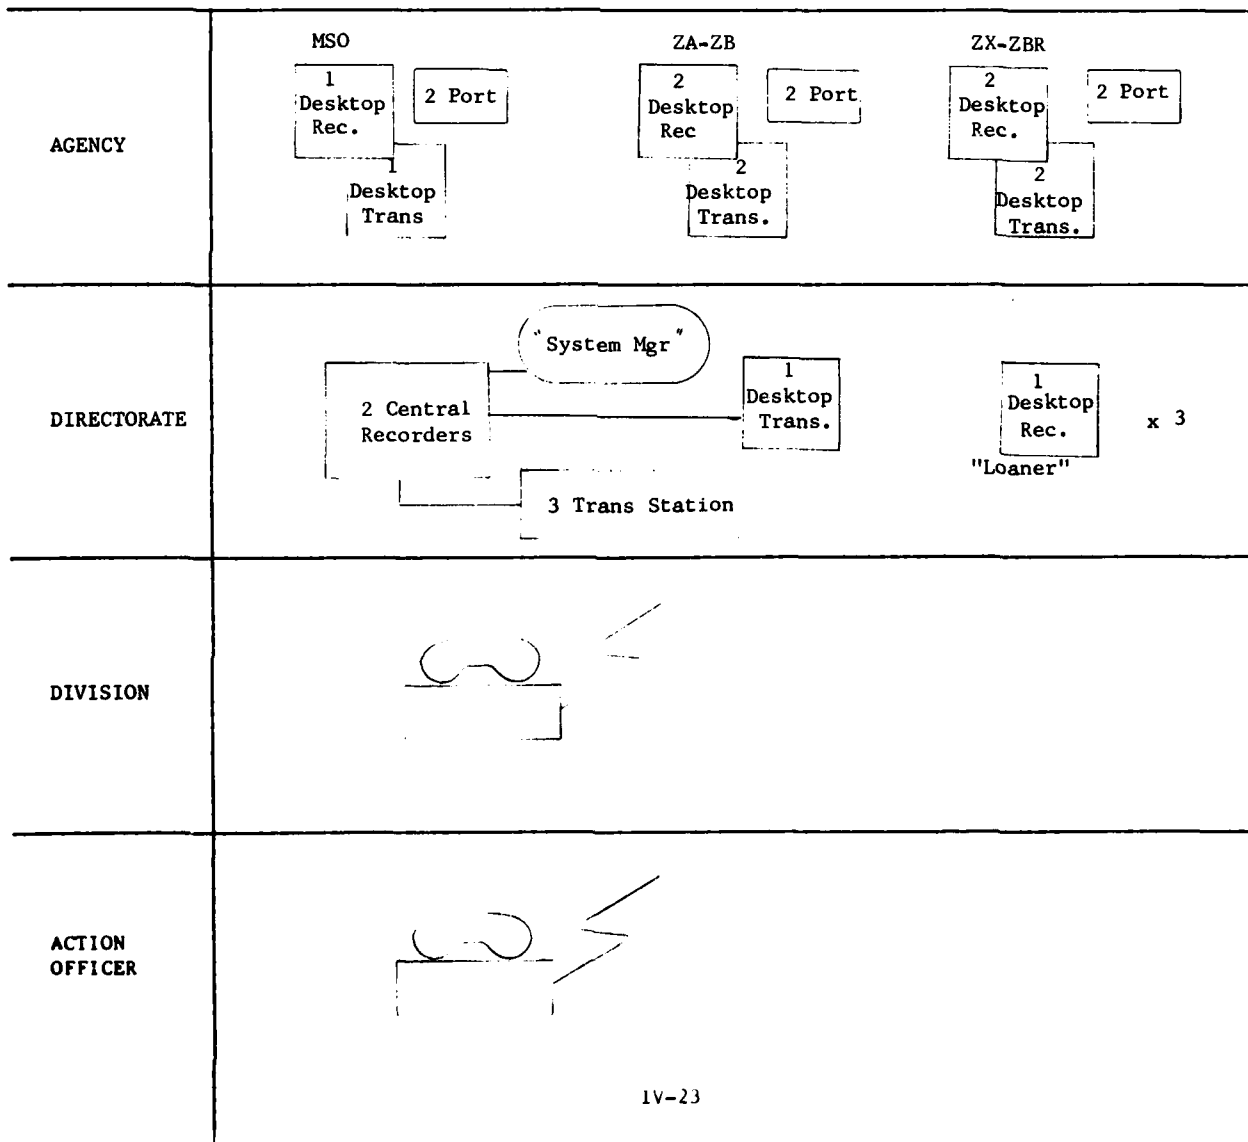 MSO
ZA-ZB
ZX-ZBR
AGENCY
1
Desktop
Rec.
2 Port
1
Desktop
Trans
2
Desktop
Rec
2 Port
2
Desktop
Trans.
2
Desktop
Rec.
2 Port
2
Desktop
Trans.
DIRECTORATE
"System Mgr"
2 Central
Recorders
1
Desktop
Trans.
3 Trans Station
1
Desktop
Rec.
x 3
"Loaner"
DIVISION
ACTION
OFFICER
IV-23